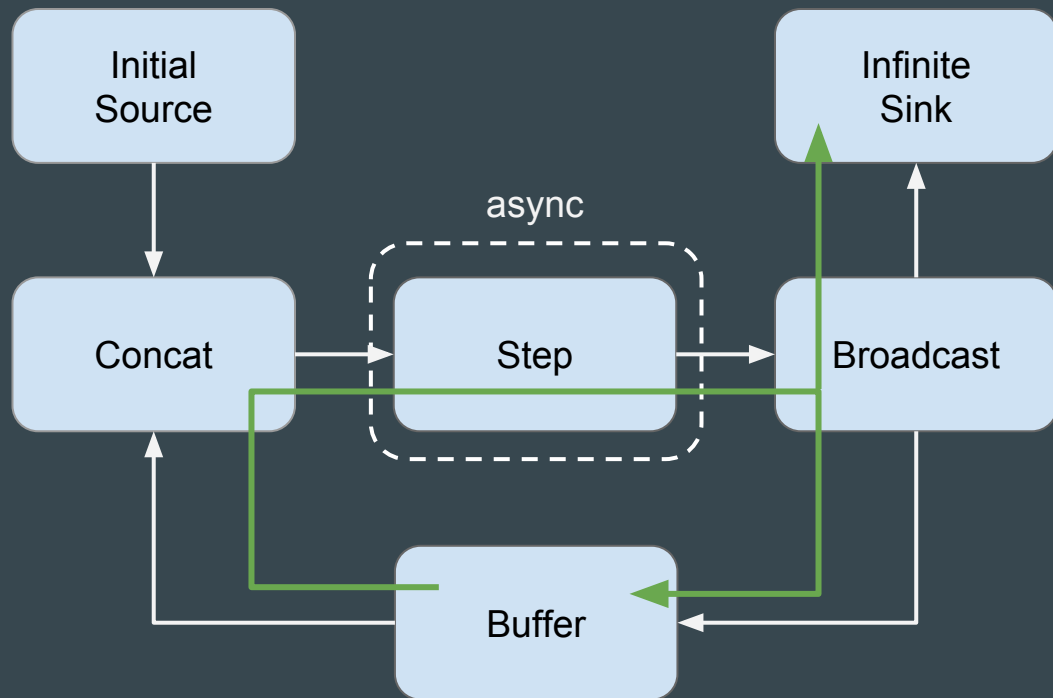 Initial
Source
Infinite
Sink
async
Concat
Step
Broadcast
Buffer